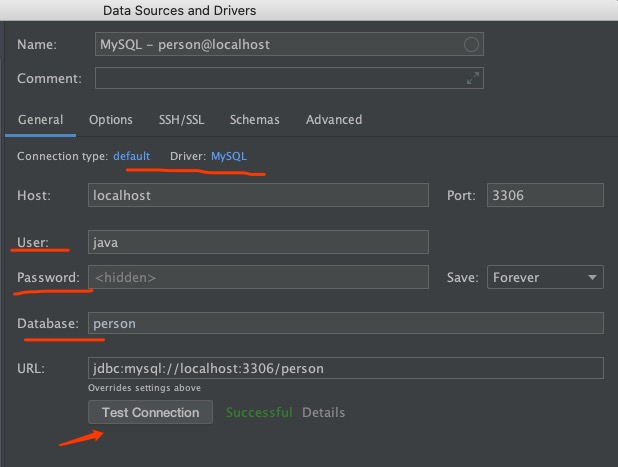 Data Sources and Drivers
Name: MySQL – person@localhost
Comment:
General Options SSH/SSL Schemas Advanced
Connection type: default Driver: MySQL
Host: localhost Port: 3306
User: java
Password: <hidden> Save: Forever
Database: person
URL: jdbc:mysql://localhost:3306/person
Overrides settings above
Test Connection Successful Details